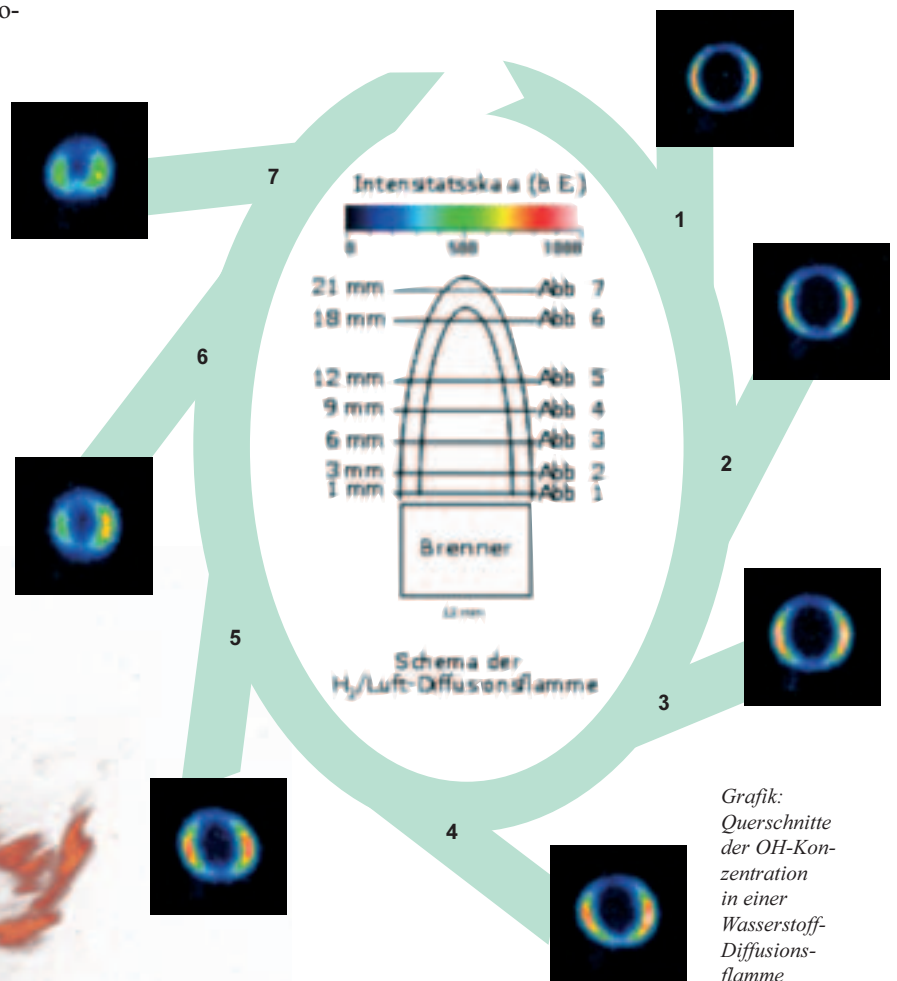 o-
1
2
3
4
5
6
7
Intensitätsskala (b. E.)
0 500 1000
21 mm Abb 7
18 mm Abb 6
12 mm Abb 5
9 mm Abb 4
6 mm Abb 3
3 mm Abb 2
1 mm Abb 1
Brenner
Schema der
H₂/Luft-Diffusionsflamme
Grafik:
Querschnitte
der OH-Kon-
zentration
in einer
Wasserstoff-
Diffusions-
flamme